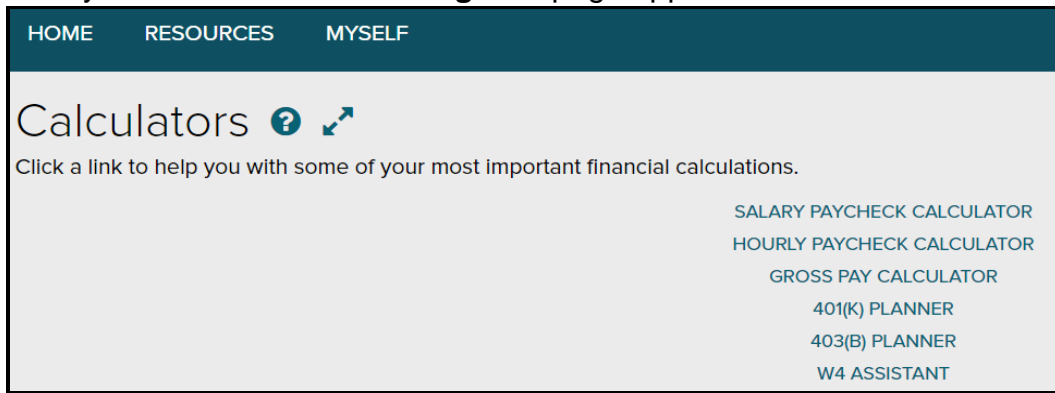 HOME RESOURCES MYSELF
Calculators
Click a link to help you with some of your most important financial calculations.
SALARY PAYCHECK CALCULATOR
HOURLY PAYCHECK CALCULATOR
GROSS PAY CALCULATOR
401(K) PLANNER
403(B) PLANNER
W4 ASSISTANT